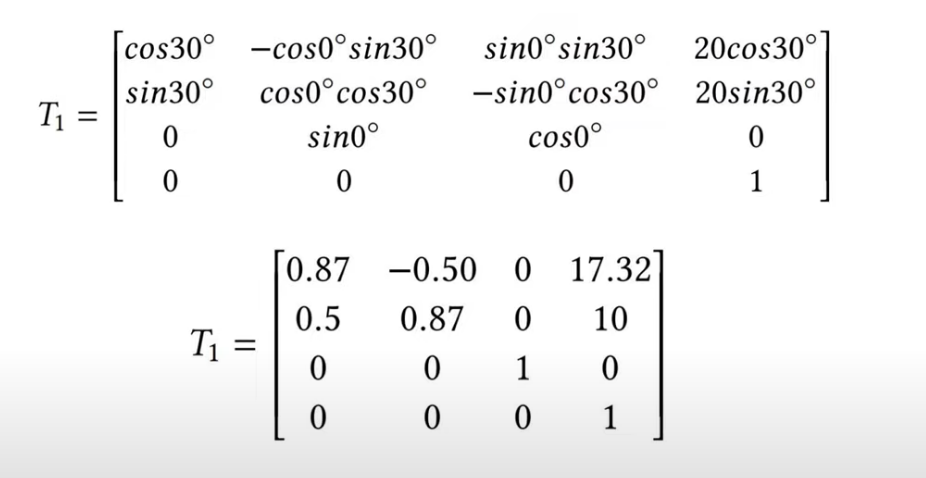 cos30° −cos0°sin30° sin0°sin30° 20cos30°
sin30° cos0°cos30° −sin0°cos30° 20sin30°
T₁ =
0 sin0° cos0° 0
0 0 0 1
0.87 −0.50 0 17.32
0.5 0.87 0 10
T₁ =
0 0 1 0
0 0 0 1